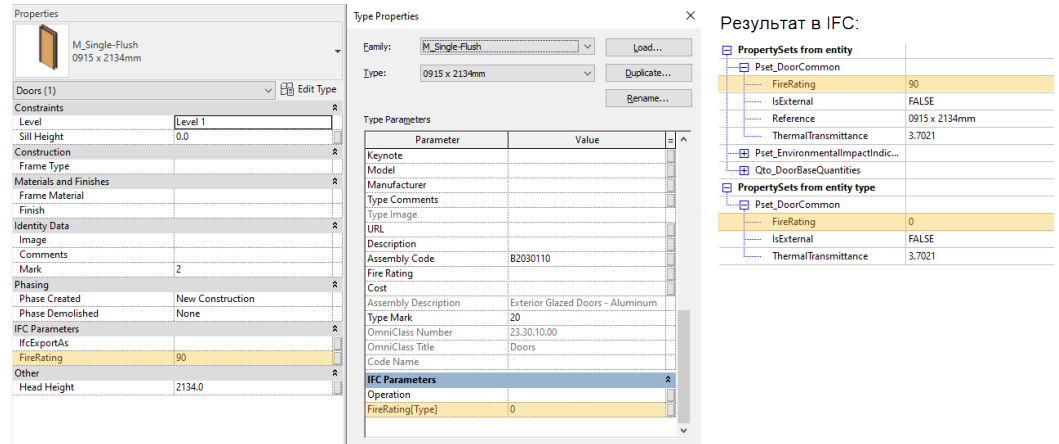 Properties
M_Single-Flush
0915 x 2134mm
Doors (1)
Edit Type
Constraints
Level Level 1
Sill Height 0.0
Construction
Frame Type
Materials and Finishes
Frame Material
Finish
Identity Data
Image
Comments
Mark 2
Phasing
Phase Created New Construction
Phase Demolished None
IFC Parameters
IfcExportAs
FireRating 90
Other
Head Height 2134.0
Type Properties
Family: M_Single-Flush Load...
Type: 0915 x 2134mm Duplicate...
Rename...
Type Parameters
Parameter Value =
Keynote
Model
Manufacturer
Type Comments
Type Image
URL
Description
Assembly Code B2030110
Fire Rating
Cost
Assembly Description Exterior Glazed Doors - Aluminum
Type Mark 20
OmniClass Number 23.30.10.00
OmniClass Title Doors
Code Name
IFC Parameters
Operation
FireRating[Type] 0
Результат в IFC:
PropertySets from entity
Pset_DoorCommon
FireRating 90
IsExternal FALSE
Reference 0915 x 2134mm
ThermalTransmittance 3.7021
Pset_EnvironmentalImpactIndic...
Qto_DoorBaseQuantities
PropertySets from entity type
Pset_DoorCommon
FireRating 0
IsExternal FALSE
ThermalTransmittance 3.7021